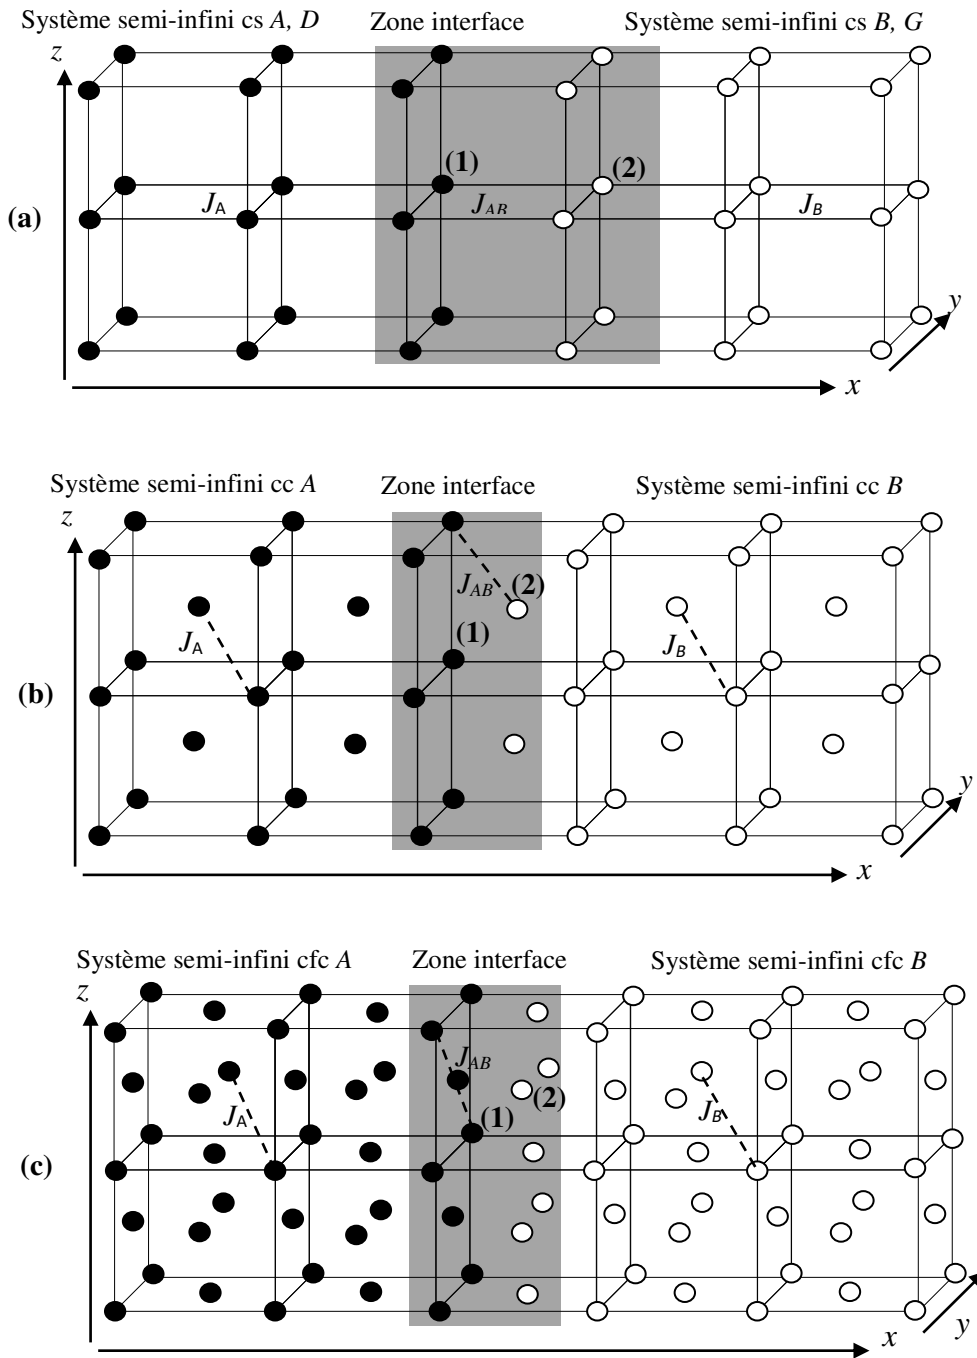 Système semi-infini cs A, D Zone interface Système semi-infini cs B, G
z
(1) (2)
J_A J_AB J_B
(a)
y
x
Système semi-infini cc A Zone interface Système semi-infini cc B
z
J_AB (2)
J_A (1) J_B
(b)
y
x
Système semi-infini cfc A Zone interface Système semi-infini cfc B
z
J_AB
J_A (1) (2) J_B
(c)
x y